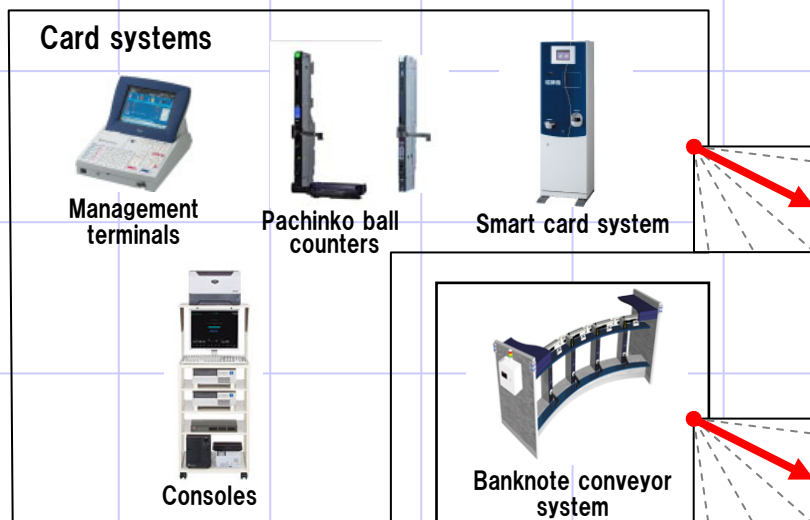 Card systems
Management
terminals
Pachinko ball
counters
Smart card system
Consoles
Banknote conveyor
system